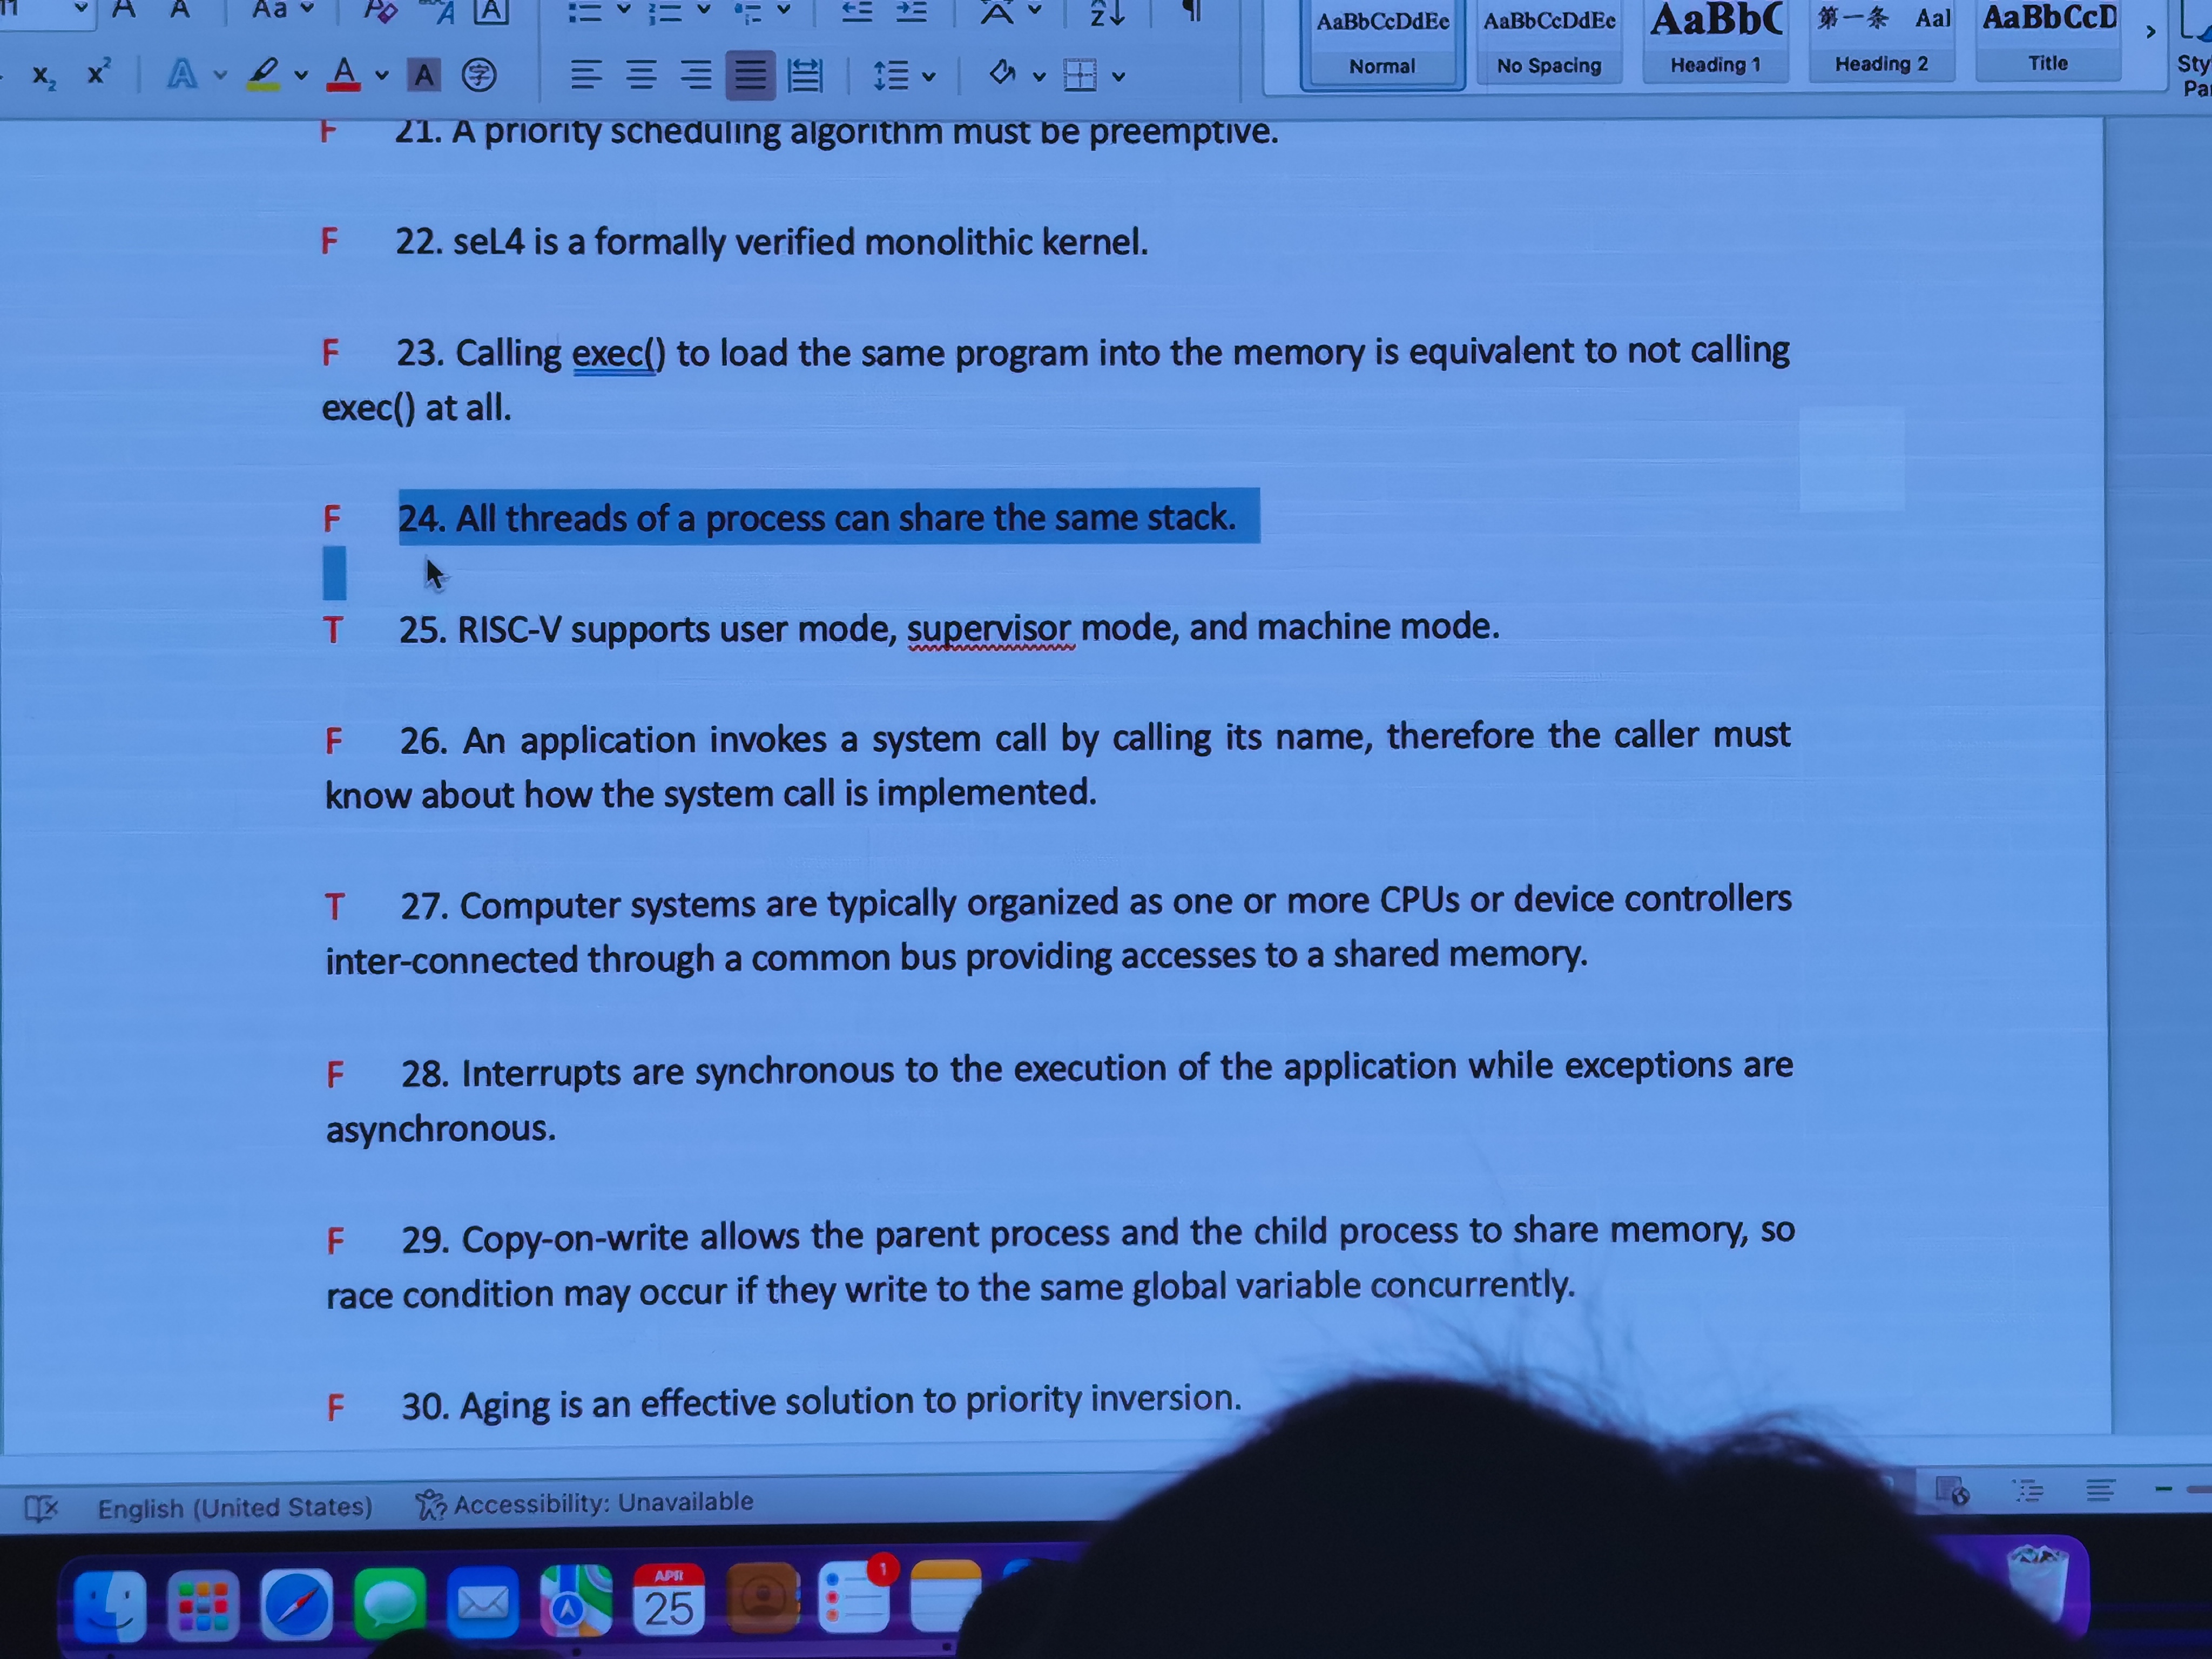 11 A A Aa A
x₂ x² A A A 字
AaBbCcDdEe AaBbCcDdEe AaBbC 第一条 Aal AaBbCcD
Normal No Spacing Heading 1 Heading 2 Title
F 21. A priority scheduling algorithm must be preemptive.
F 22. seL4 is a formally verified monolithic kernel.
F 23. Calling exec() to load the same program into the memory is equivalent to not calling
exec() at all.
F 24. All threads of a process can share the same stack.
T 25. RISC-V supports user mode, supervisor mode, and machine mode.
F 26. An application invokes a system call by calling its name, therefore the caller must
know about how the system call is implemented.
T 27. Computer systems are typically organized as one or more CPUs or device controllers
inter-connected through a common bus providing accesses to a shared memory.
F 28. Interrupts are synchronous to the execution of the application while exceptions are
asynchronous.
F 29. Copy-on-write allows the parent process and the child process to share memory, so
race condition may occur if they write to the same global variable concurrently.
F 30. Aging is an effective solution to priority inversion.
English (United States) Accessibility: Unavailable
APR
25
1